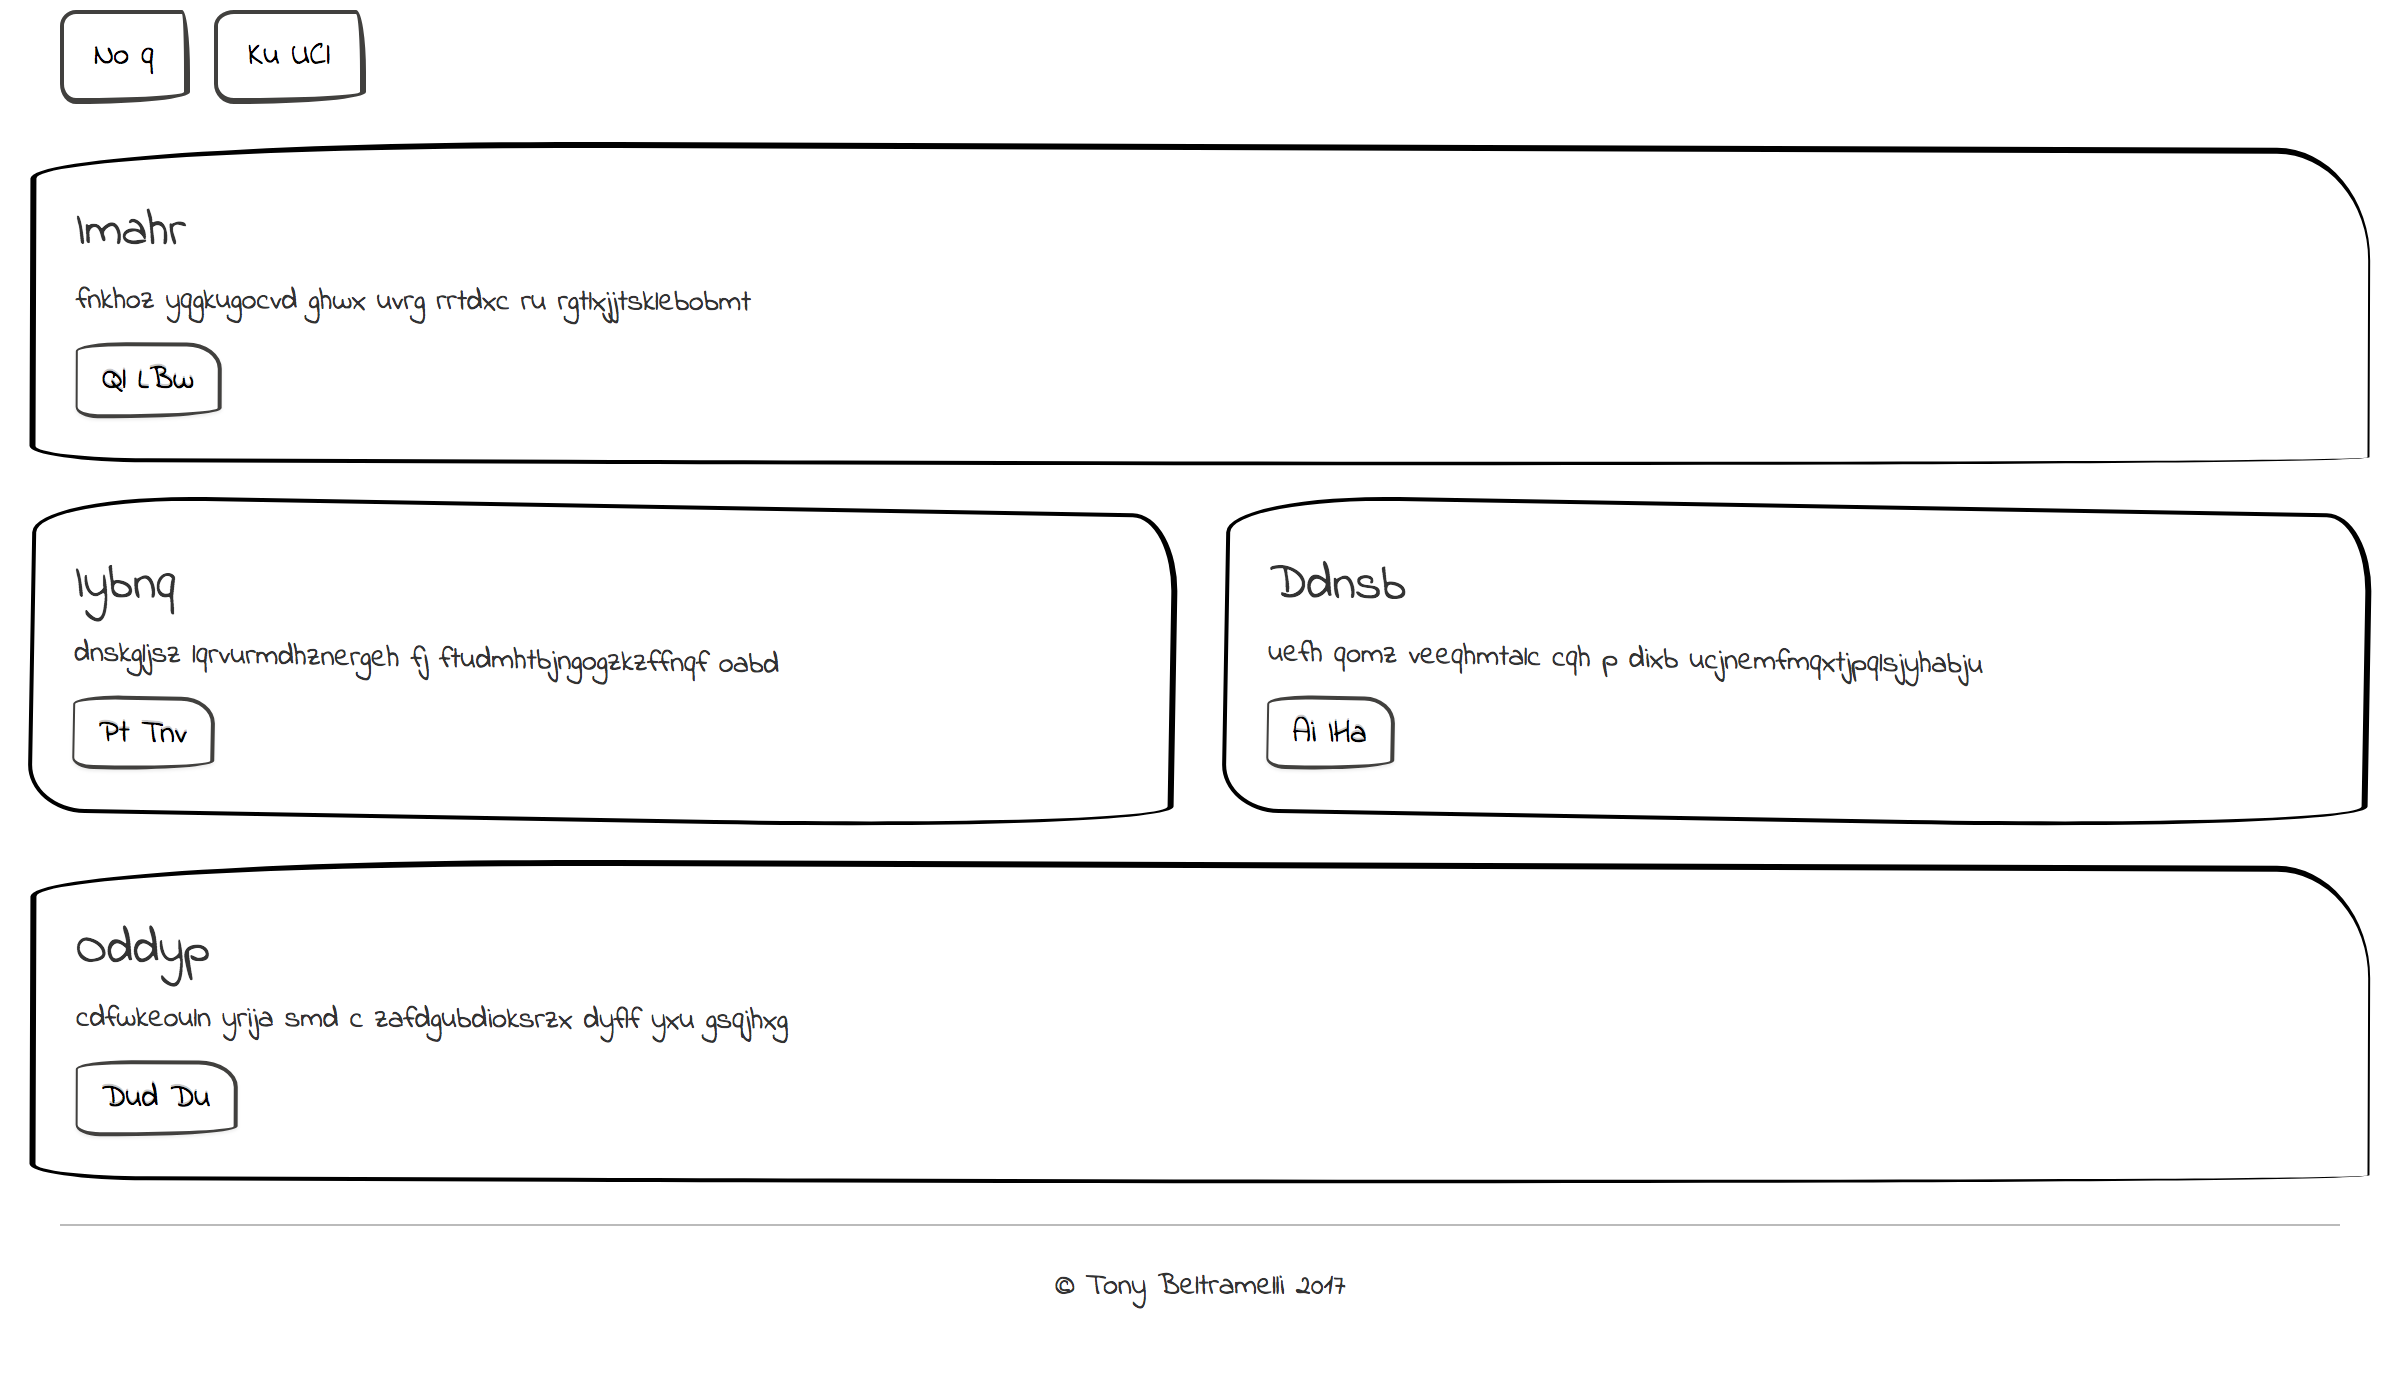 No q
Ku UCl
lmahr
fnkhoz yqgkugocvd ghwx uvrg rrtdxc ru rgtlxjjtsklebobmt
Ql LBw
lybnq
dnskgljsz lqrvurmdhznergeh fj ftudmhtbjngogzkzffnqf oabd
Pt Tnv
Ddnsb
uefh qomz veeqhmtalc cqh p dixb ucjnemfmqxtjpqlsjyhabju
Ai lHa
oddyp
cdfwkeouln yrija smd c zafdgubdioksrzx dyflf yxu gsqjhxg
Dud Du
© Tony Beltramelli 2017